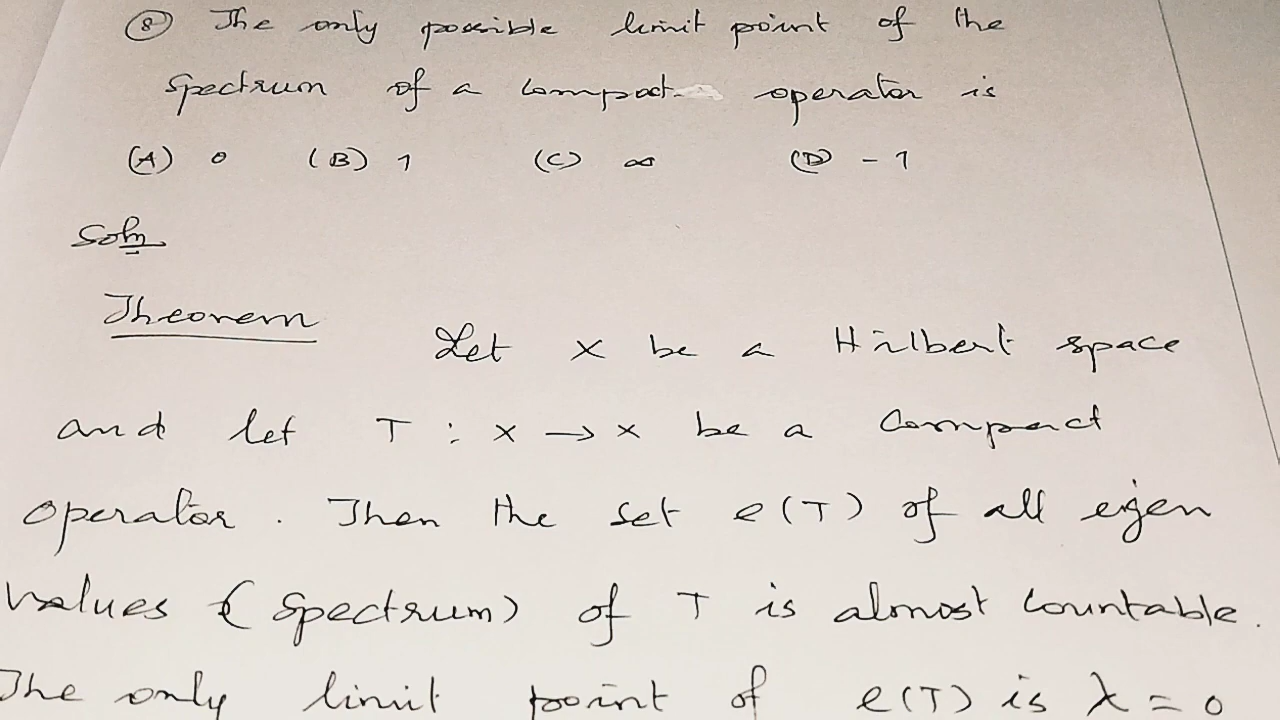 (8) The only possible limit point of the
spectrum of a compact operator is
(A) 0 (B) 1 (C) ∞ (D) -1
Soln
Theorem Let X be a Hilbert space
and let T : X → X be a compact
operator. Then the set e(T) of all eigen
values (spectrum) of T is almost countable.
The only limit point of e(T) is λ = 0